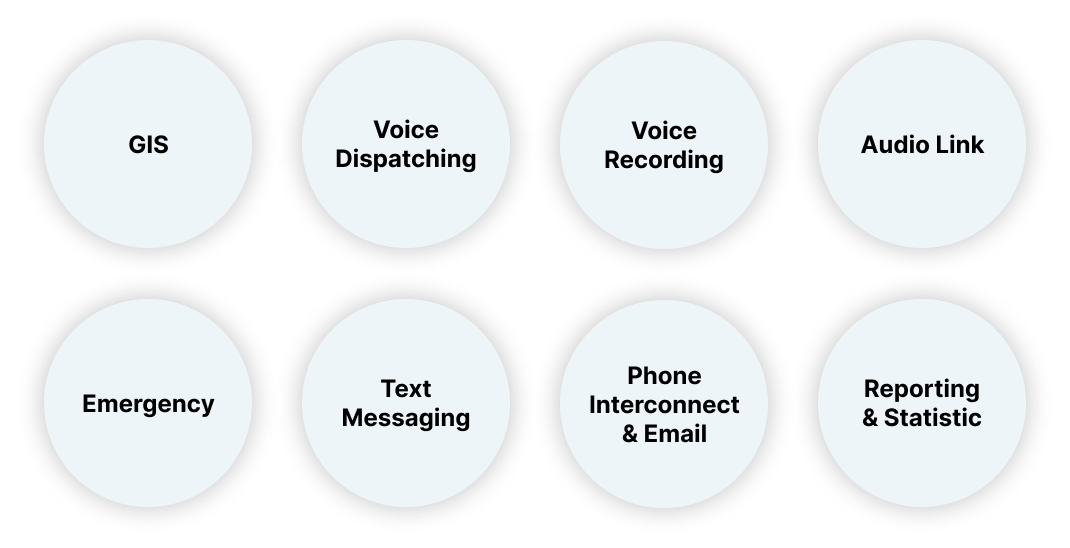 GIS
Voice
Dispatching
Voice
Recording
Audio Link
Emergency
Text
Messaging
Phone
Interconnect
& Email
Reporting
& Statistic